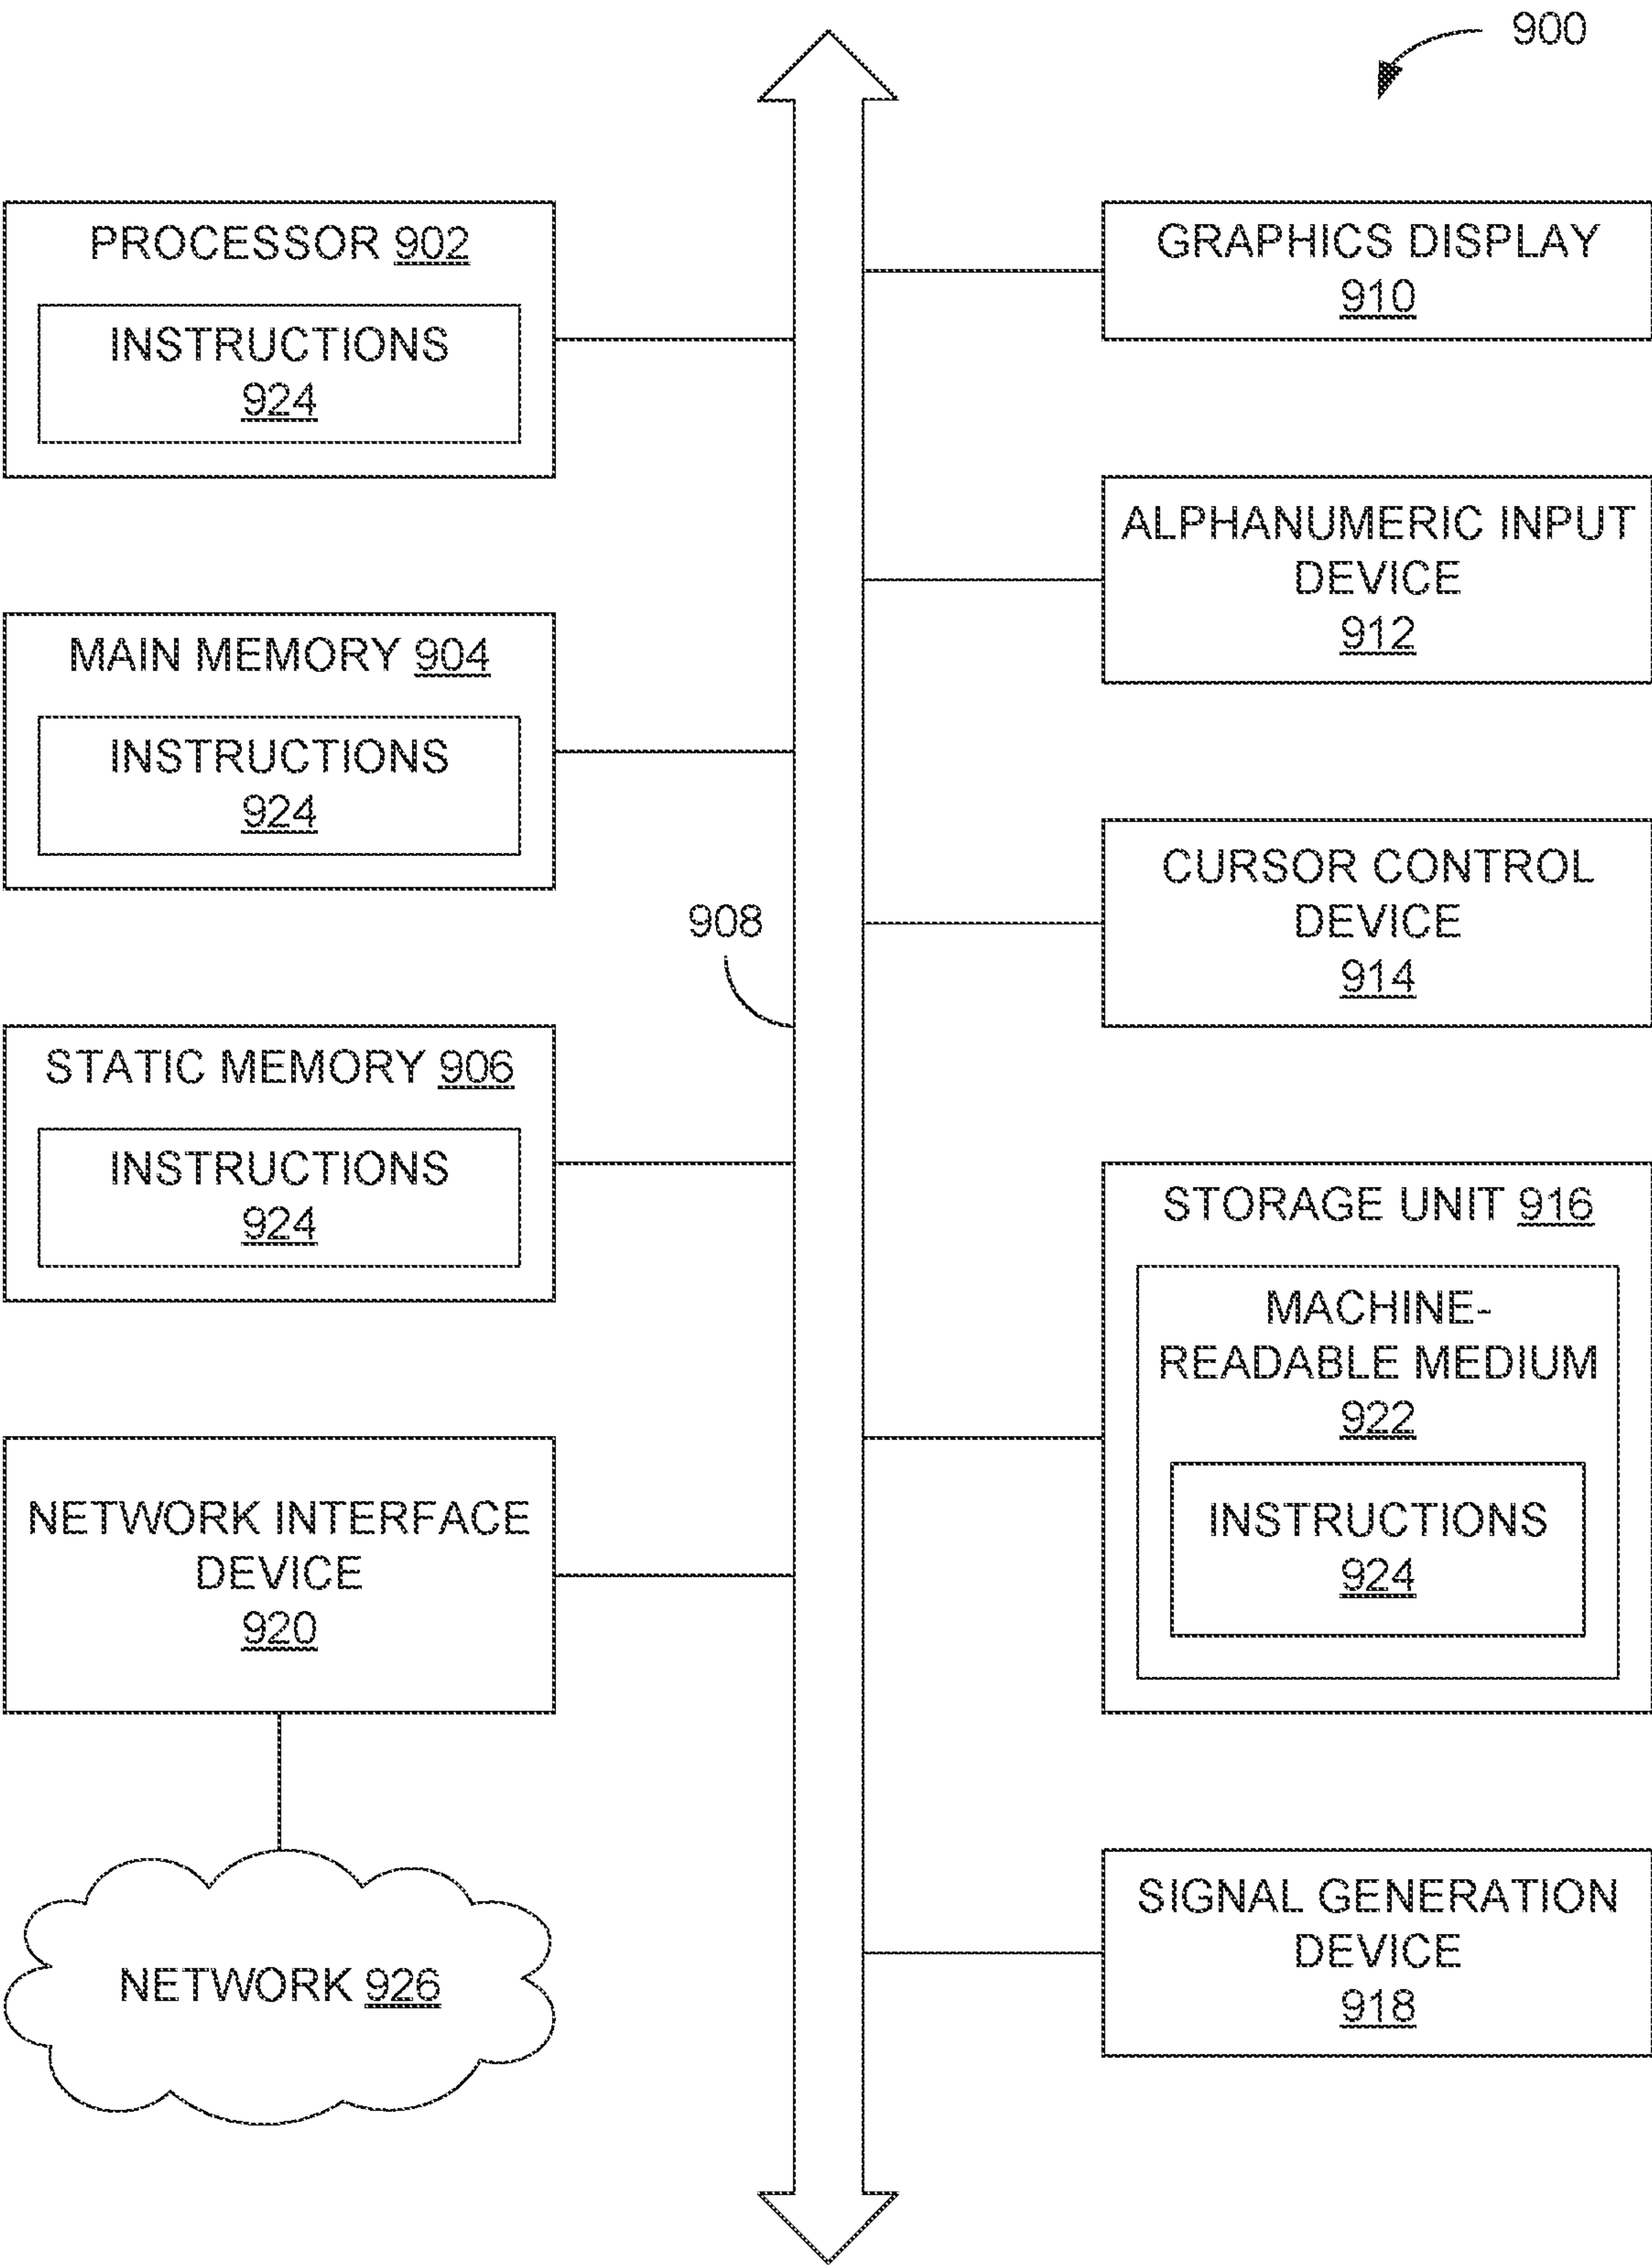 900
PROCESSOR 902
INSTRUCTIONS
924
MAIN MEMORY 904
INSTRUCTIONS
924
908
STATIC MEMORY 906
INSTRUCTIONS
924
NETWORK INTERFACE
DEVICE
920
NETWORK 926
GRAPHICS DISPLAY
910
ALPHANUMERIC INPUT
DEVICE
912
CURSOR CONTROL
DEVICE
914
STORAGE UNIT 916
MACHINE-
READABLE MEDIUM
922
INSTRUCTIONS
924
SIGNAL GENERATION
DEVICE
918